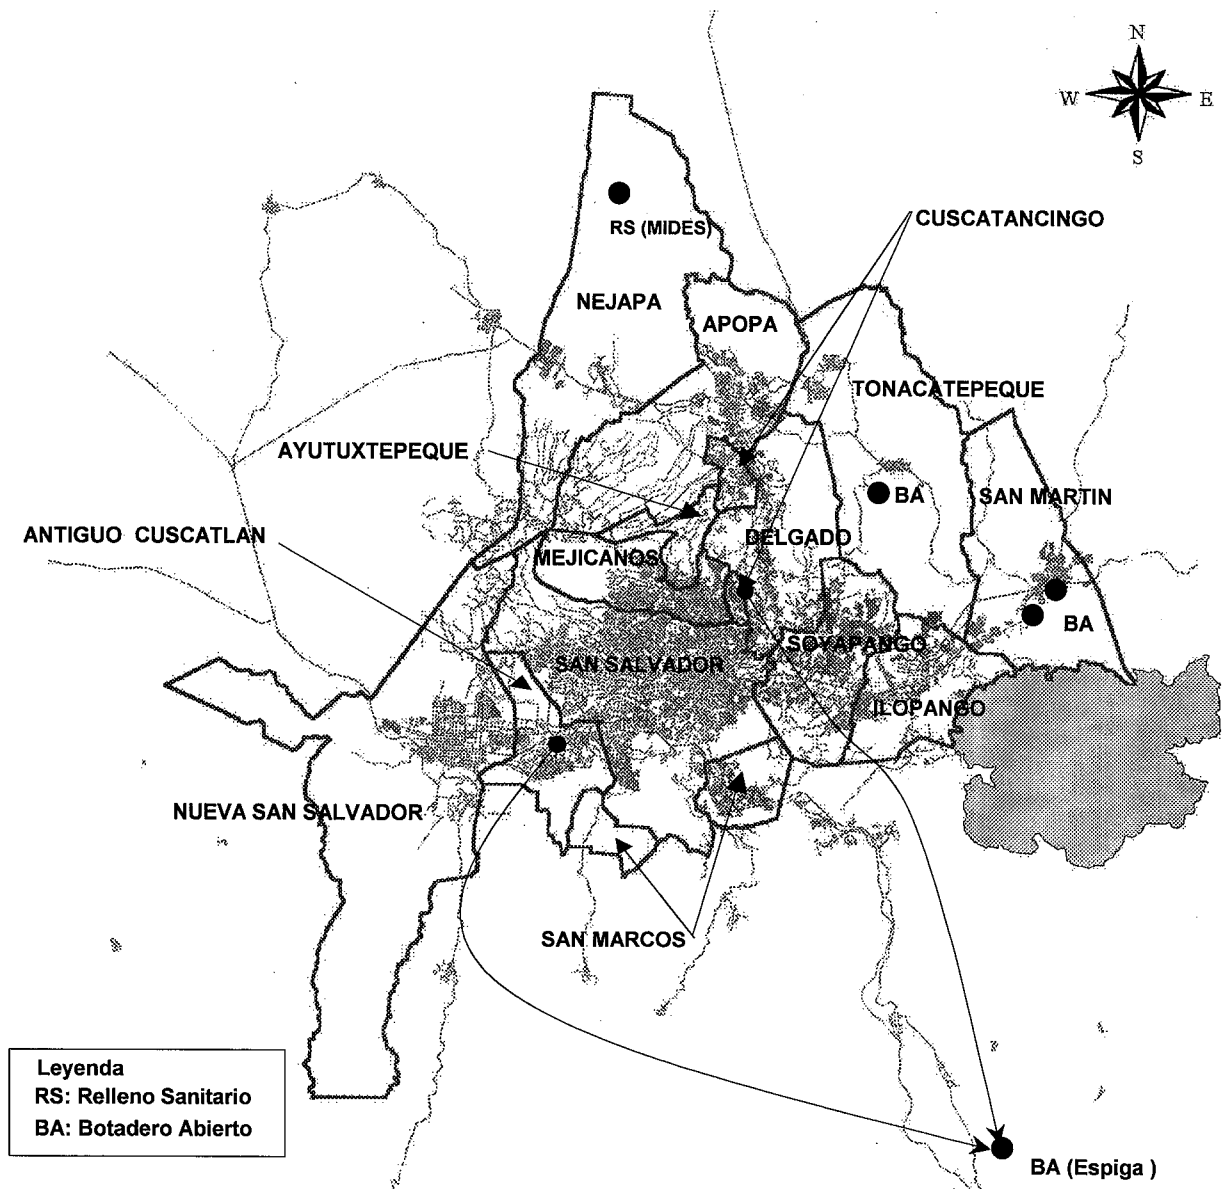 N
W E
S
RS (MIDES)
CUSCATANCINGO
NEJAPA
APOPA
TONACATEPEQUE
AYUTUXTEPEQUE
BA
SAN MARTIN
ANTIGUO CUSCATLAN
DELGADO
MEJICANOS
BA
SOYAPANGO
SAN SALVADOR
ILOPANGO
NUEVA SAN SALVADOR
SAN MARCOS
Leyenda
RS: Relleno Sanitario
BA: Botadero Abierto
BA (Espiga )